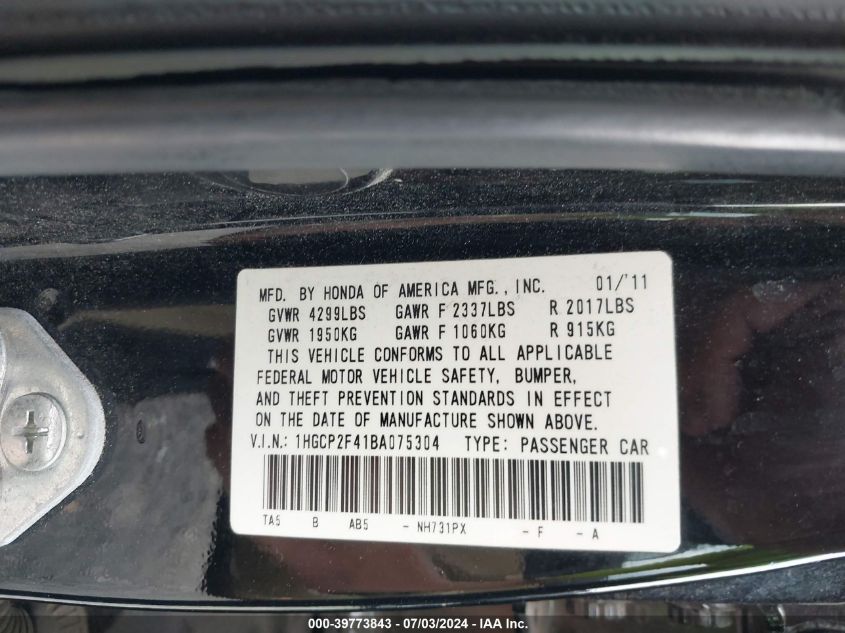 MFD. BY HONDA OF AMERICA MFG., INC. 01/'11
GVWR 4299LBS GAWR F 2337LBS R 2017LBS
GVWR 1950KG GAWR F 1060KG R 915KG
THIS VEHICLE CONFORMS TO ALL APPLICABLE
FEDERAL MOTOR VEHICLE SAFETY, BUMPER,
AND THEFT PREVENTION STANDARDS IN EFFECT
ON THE DATE OF MANUFACTURE SHOWN ABOVE.
V.I.N.: 1HGCP2F41BA075304 TYPE: PASSENGER CAR
TA5 B AB5 - NH731PX - F - A
000-39773843 - 07/03/2024 - IAA Inc.